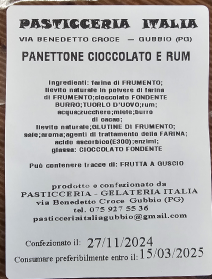 PASTICCERIA ITALIA
VIA BENEDETTO CROCE - GUBBIO (PG)
PANETTONE CIOCCOLATO E RUM
Ingredienti: farina di FRUMENTO;
lievito naturale in polvere di farina
di FRUMENTO;cioccolato FONDENTE
BURRO;TUORLO D'UOVO;rum;
acqua;zucchero;miele;burro
di cacao;
lievito naturale;GLUTINE DI FRUMENTO;
sale;aroma;agenti di trattamento della FARINA;
acido ascorbico(E300);enzimi;
glassa: CIOCCOLATO FONDENTE
Può contenere tracce di: FRUTTA A GUSCIO
prodotto e confezionato da
PASTICCERIA - GELATERIA ITALIA
via Benedetto Croce Gubbio (PG)
tel. 075 927 55 36
pasticceriaitaliagubbio@gmail.com
Confezionato il: 27/11/2024
Consumare preferibilmente entro il: 15/03/2025